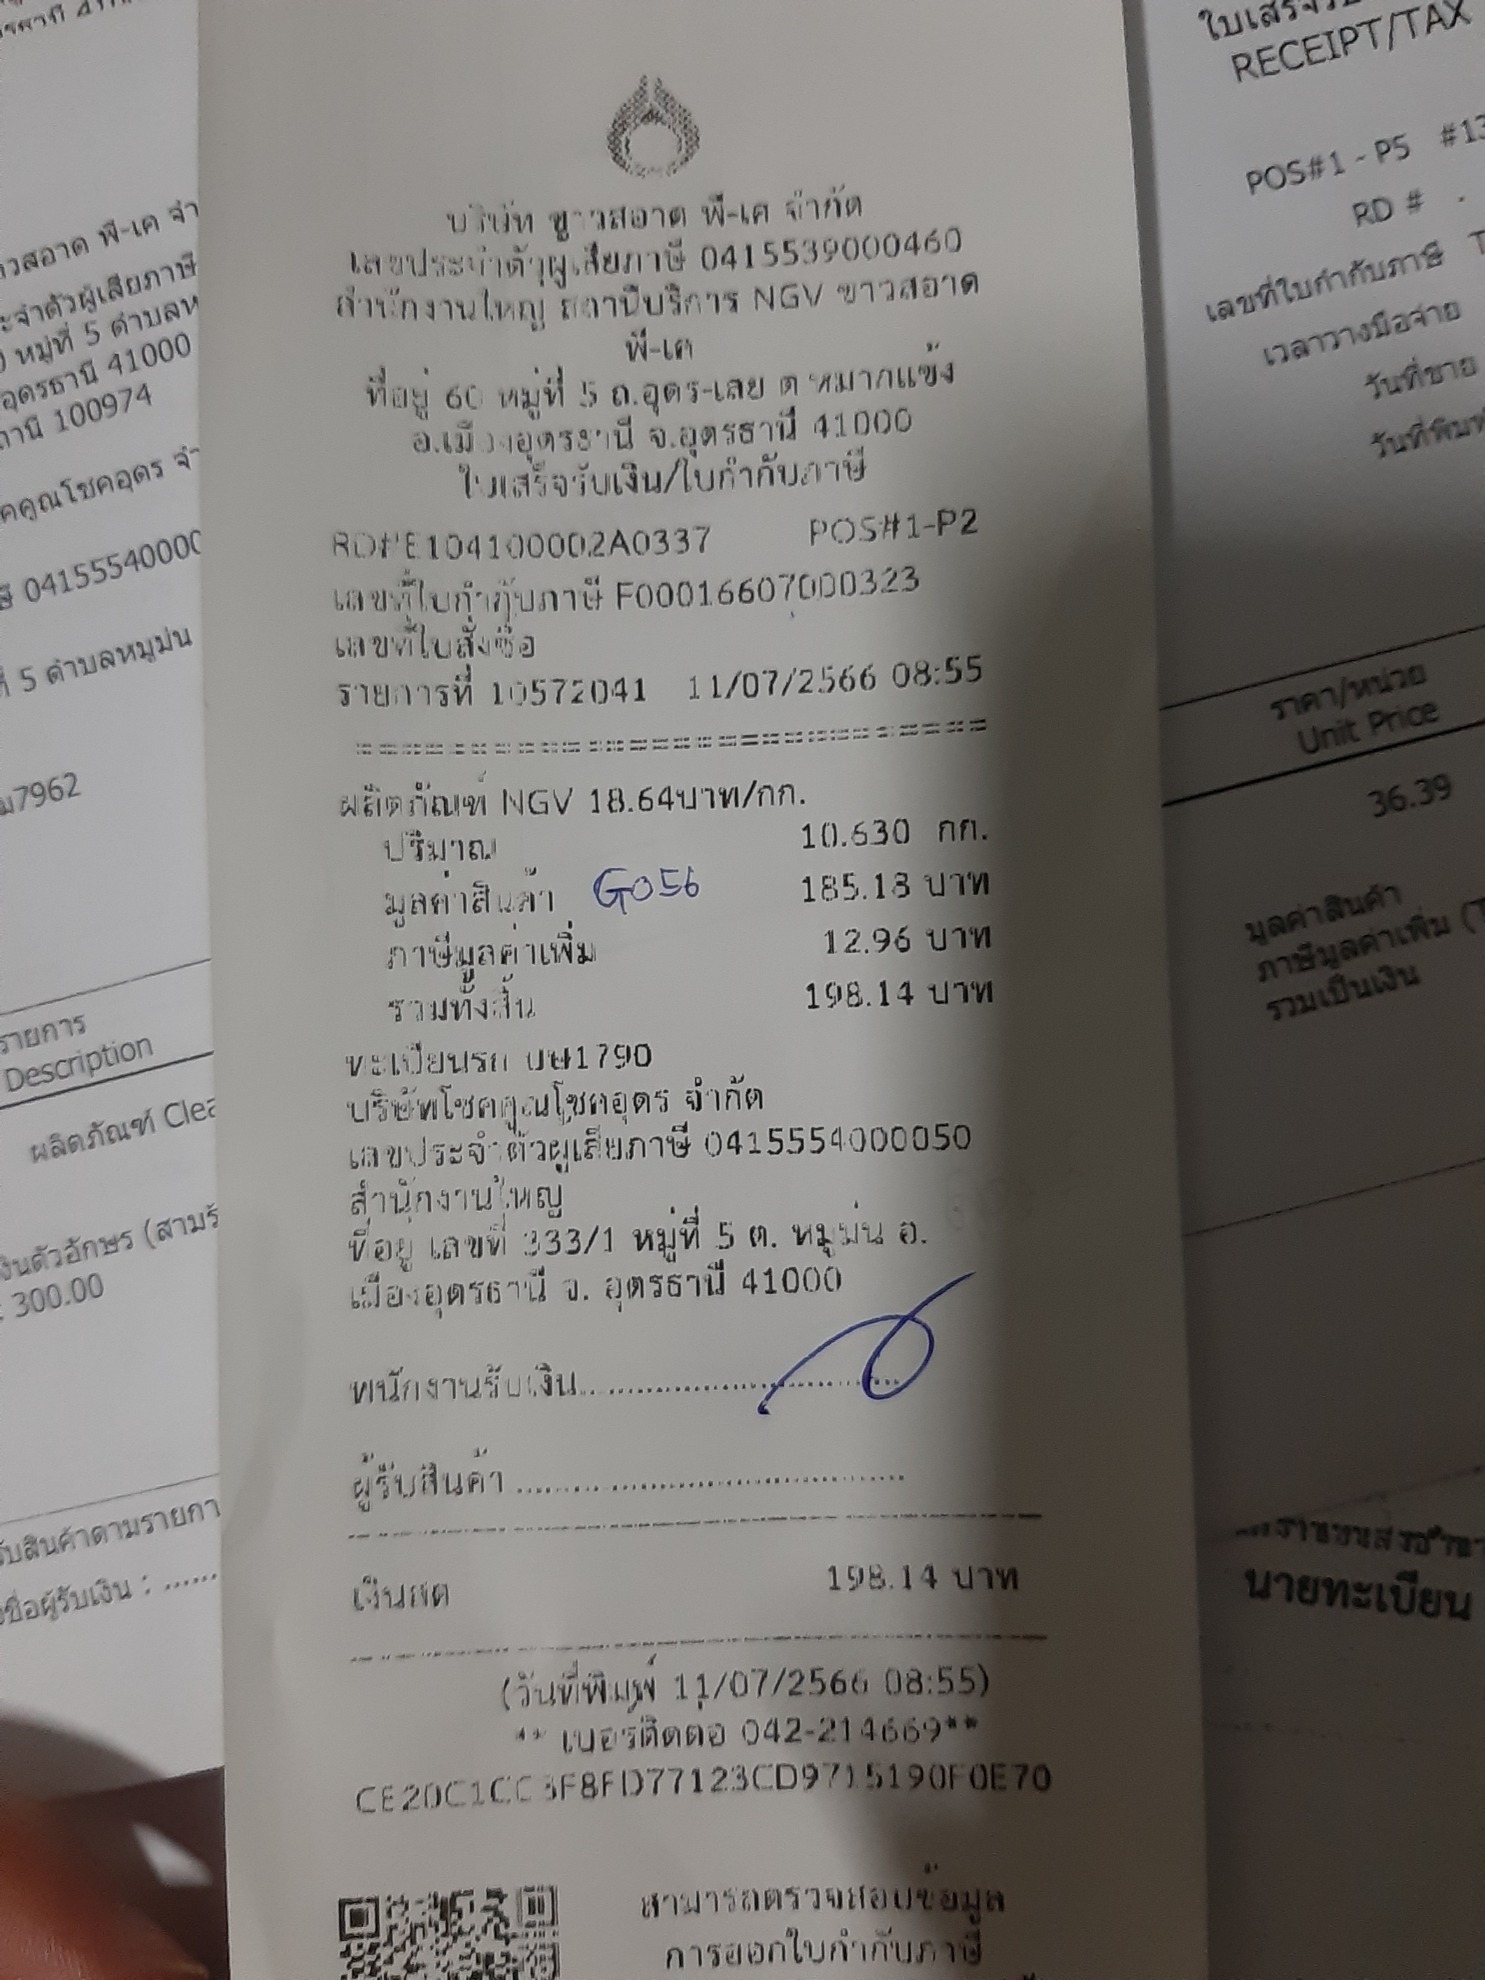 บริษัท ขาวสอาด พี-เค จำกัด
เลขประจำตัวผู้เสียภาษี 0415539000460
สำนักงานใหญ่ สถานีบริการ NGV ขาวสอาด
พี-เค
ที่อยู่ 60 หมู่ที่ 5 ถ.อุดร-เลย ต.หมากแข้ง
อ.เมืองอุดรธานี จ.อุดรธานี 41000
ใบเสร็จรับเงิน/ใบกำกับภาษี
RD#E104100002A0337 POS#1-P2
เลขที่ใบกำกับภาษี F00016607000323
เลขที่ใบสั่งซื้อ
รายการที่ 10572041 11/07/2566 08:55
ผลิตภัณฑ์ NGV 18.64บาท/กก.
ปริมาณ 10.630 กก.
มูลค่าสินค้า G056 185.18 บาท
ภาษีมูลค่าเพิ่ม 12.96 บาท
รวมทั้งสิ้น 198.14 บาท
ทะเบียนรถ บษ1790
บริษัทโชคคูณโชคอุดร จำกัด
เลขประจำตัวผู้เสียภาษี 0415554000050
สำนักงานใหญ่
ที่อยู่ เลขที่ 333/1 หมู่ที่ 5 ต. หมูม่น อ.
เมืองอุดรธานี จ. อุดรธานี 41000
พนักงานรับเงิน
ผู้รับสินค้า
เงินสด 198.14 บาท
(วันที่พิมพ์ 11/07/2566 08:55)
** เบอร์ติดต่อ 042-214669**
สามารถตรวจสอบข้อมูล
การออกใบกำกับภาษี
วสอาด พี-เค
หมู่ที่ 5
อุดรธานี 41000
100974
คูณโชคอุดร
5 ตำบลหมูม่น
7962
รายการ
Description
ผลิตภัณฑ์
300.00
ชื่อผู้รับเงิน :
RECEIPT/TAX
POS#1 - P5
RD #
เลขที่ใบกำกับภาษี
เวลาวางมือจ่าย
วันที่ขาย
ราคา/หน่วย
Unit Price
36.39
มูลค่าสินค้า
ภาษีมูลค่าเพิ่ม
รวมเป็นเงิน
นายทะเบียน